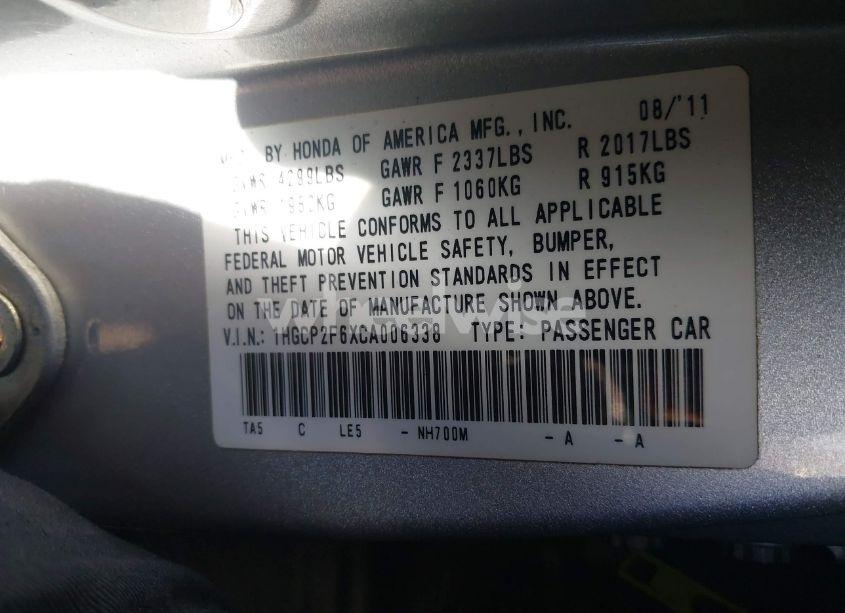 BY HONDA OF AMERICA MFG., INC. 08/'11
4299LBS GAWR F 2337LBS R 2017LBS
GAWR F 1060KG R 915KG
THIS VEHICLE CONFORMS TO ALL APPLICABLE
FEDERAL MOTOR VEHICLE SAFETY, BUMPER,
AND THEFT PREVENTION STANDARDS IN EFFECT
ON THE DATE OF MANUFACTURE SHOWN ABOVE.
wheelwise
V.I.N.: 1HGCP2F6XCA006338 TYPE: PASSENGER CAR
TA5 C LE5 - NH700M - A - A